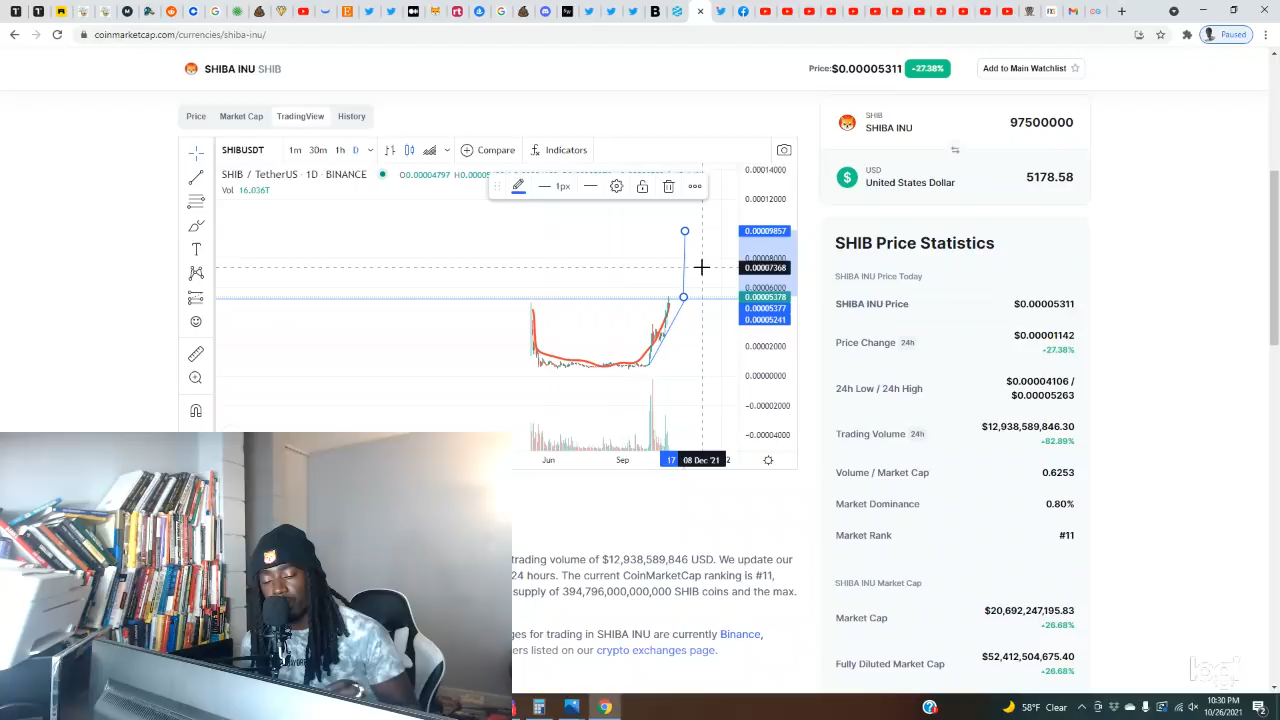 coinmarketcap.com/currencies/shiba-inu/
Paused
SHIBA INU SHIB
Price:$0.00005311
+27.38%
Add to Main Watchlist
Price Market Cap TradingView History
SHIBUSDT 1m 30m 1h D Compare Indicators
SHIB / TetherUS · 1D · BINANCE
O0.00004797
Vol 16.036T
1px
0.00014000
0.00012000
0.00009857
0.00008000
0.00007368
0.00006000
0.00005378
0.00005377
0.00005241
0.00002000
0.00000000
−0.00002000
−0.00004000
Jun Sep 17 08 Dec '21
SHIB
SHIBA INU
97500000
USD
United States Dollar
5178.58
SHIB Price Statistics
SHIBA INU Price Today
SHIBA INU Price $0.00005311
Price Change 24h $0.00001142
27.38%
24h Low / 24h High $0.00004106 /
$0.00005263
Trading Volume 24h $12,938,589,846.30
82.89%
Volume / Market Cap 0.6253
Market Dominance 0.80%
Market Rank #11
SHIBA INU Market Cap
Market Cap $20,692,247,195.83
26.68%
Fully Diluted Market Cap $52,412,504,675.40
26.68%
trading volume of $12,938,589,846 USD. We update our
24 hours. The current CoinMarketCap ranking is #11,
supply of 394,796,000,000,000 SHIB coins and the max.
ges for trading in SHIBA INU are currently Binance,
ers listed on our crypto exchanges page.
logi
58°F Clear
10:30 PM
10/26/2021